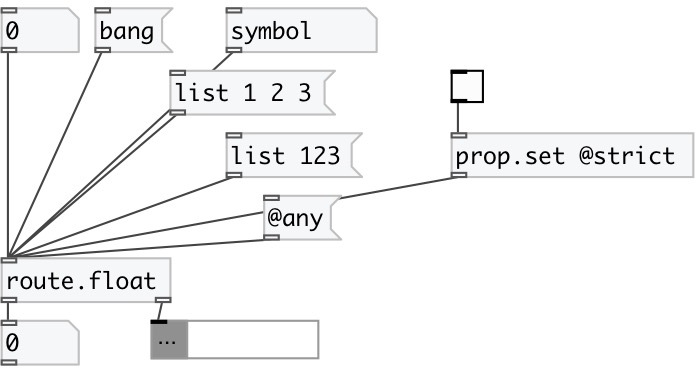 0
bang
symbol
list 1 2 3
list 123
prop.set @strict
@any
route.float
0
...